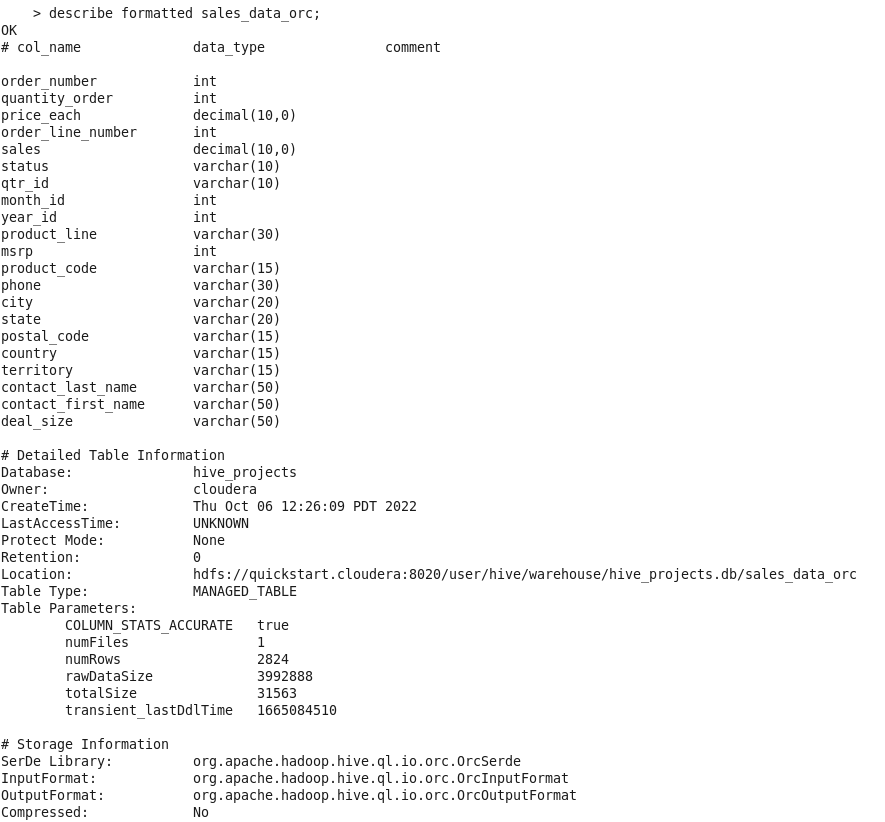 > describe formatted sales_data_orc;
OK
# col_name data_type comment
order_number int
quantity_order int
price_each decimal(10,0)
order_line_number int
sales decimal(10,0)
status varchar(10)
qtr_id varchar(10)
month_id int
year_id int
product_line varchar(30)
msrp int
product_code varchar(15)
phone varchar(30)
city varchar(20)
state varchar(20)
postal_code varchar(15)
country varchar(15)
territory varchar(15)
contact_last_name varchar(50)
contact_first_name varchar(50)
deal_size varchar(50)
# Detailed Table Information
Database: hive_projects
Owner: cloudera
CreateTime: Thu Oct 06 12:26:09 PDT 2022
LastAccessTime: UNKNOWN
Protect Mode: None
Retention: 0
Location: hdfs://quickstart.cloudera:8020/user/hive/warehouse/hive_projects.db/sales_data_orc
Table Type: MANAGED_TABLE
Table Parameters:
COLUMN_STATS_ACCURATE true
numFiles 1
numRows 2824
rawDataSize 3992888
totalSize 31563
transient_lastDdlTime 1665084510
# Storage Information
SerDe Library: org.apache.hadoop.hive.ql.io.orc.OrcSerde
InputFormat: org.apache.hadoop.hive.ql.io.orc.OrcInputFormat
OutputFormat: org.apache.hadoop.hive.ql.io.orc.OrcOutputFormat
Compressed: No